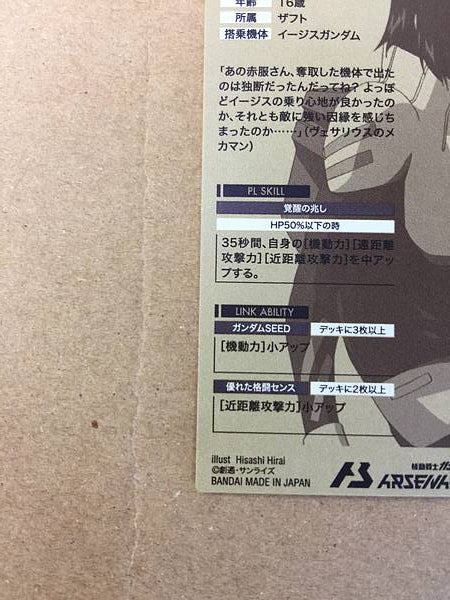 年齢 16歳
所属 ザフト
搭乗機体 イージスガンダム
「あの赤服さん、奪取した機体で出た
のは独断だったんだってね? よっぽ
どイージスの乗り心地が良かったの
か、それとも敵に強い因縁を感じち
まったのか……」(ヴェサリウスのメ
カマン)
PL SKILL
覚醒の兆し
HP50%以下の時
35秒間、自身の[機動力][遠距離
攻撃力][近距離攻撃力]を中アッ
プする。
LINK ABILITY
ガンダムSEED デッキに3枚以上
[機動力]小アップ
優れた格闘センス デッキに2枚以上
[近距離攻撃力]小アップ
illust Hisashi Hirai
©創通・サンライズ
BANDAI MADE IN JAPAN
機動戦士
AS ARSENA